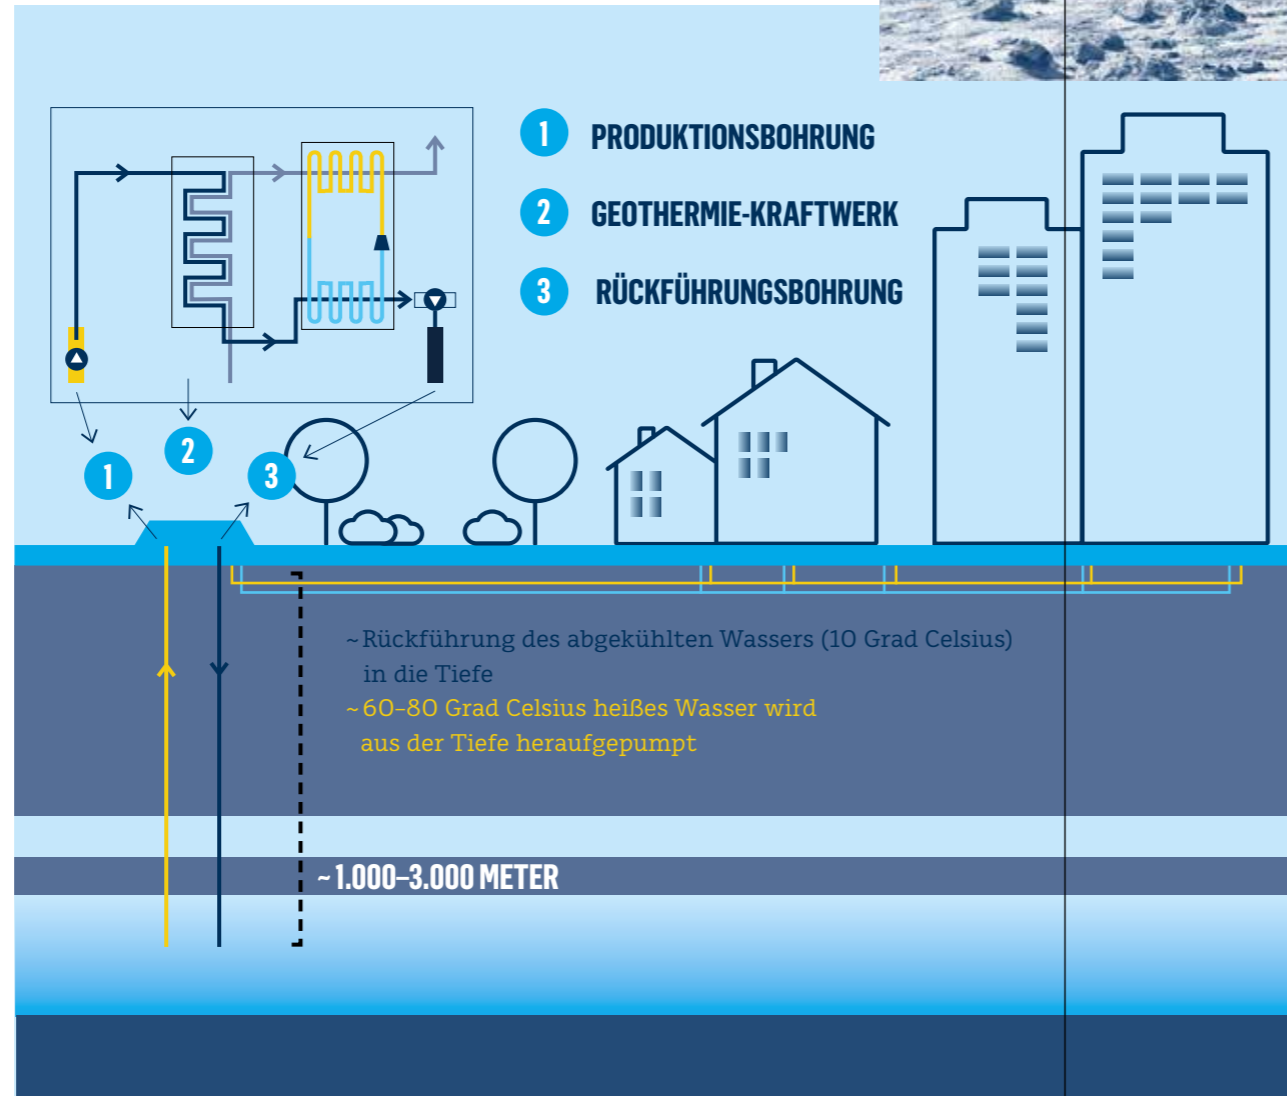 1 PRODUKTIONSBOHRUNG
2 GEOTHERMIE-KRAFTWERK
3 RÜCKFÜHRUNGSBOHRUNG
2
1
3
~Rückführung des abgekühlten Wassers (10 Grad Celsius)
in die Tiefe
~60–80 Grad Celsius heißes Wasser wird
aus der Tiefe heraufgepumpt
~1.000–3.000 METER